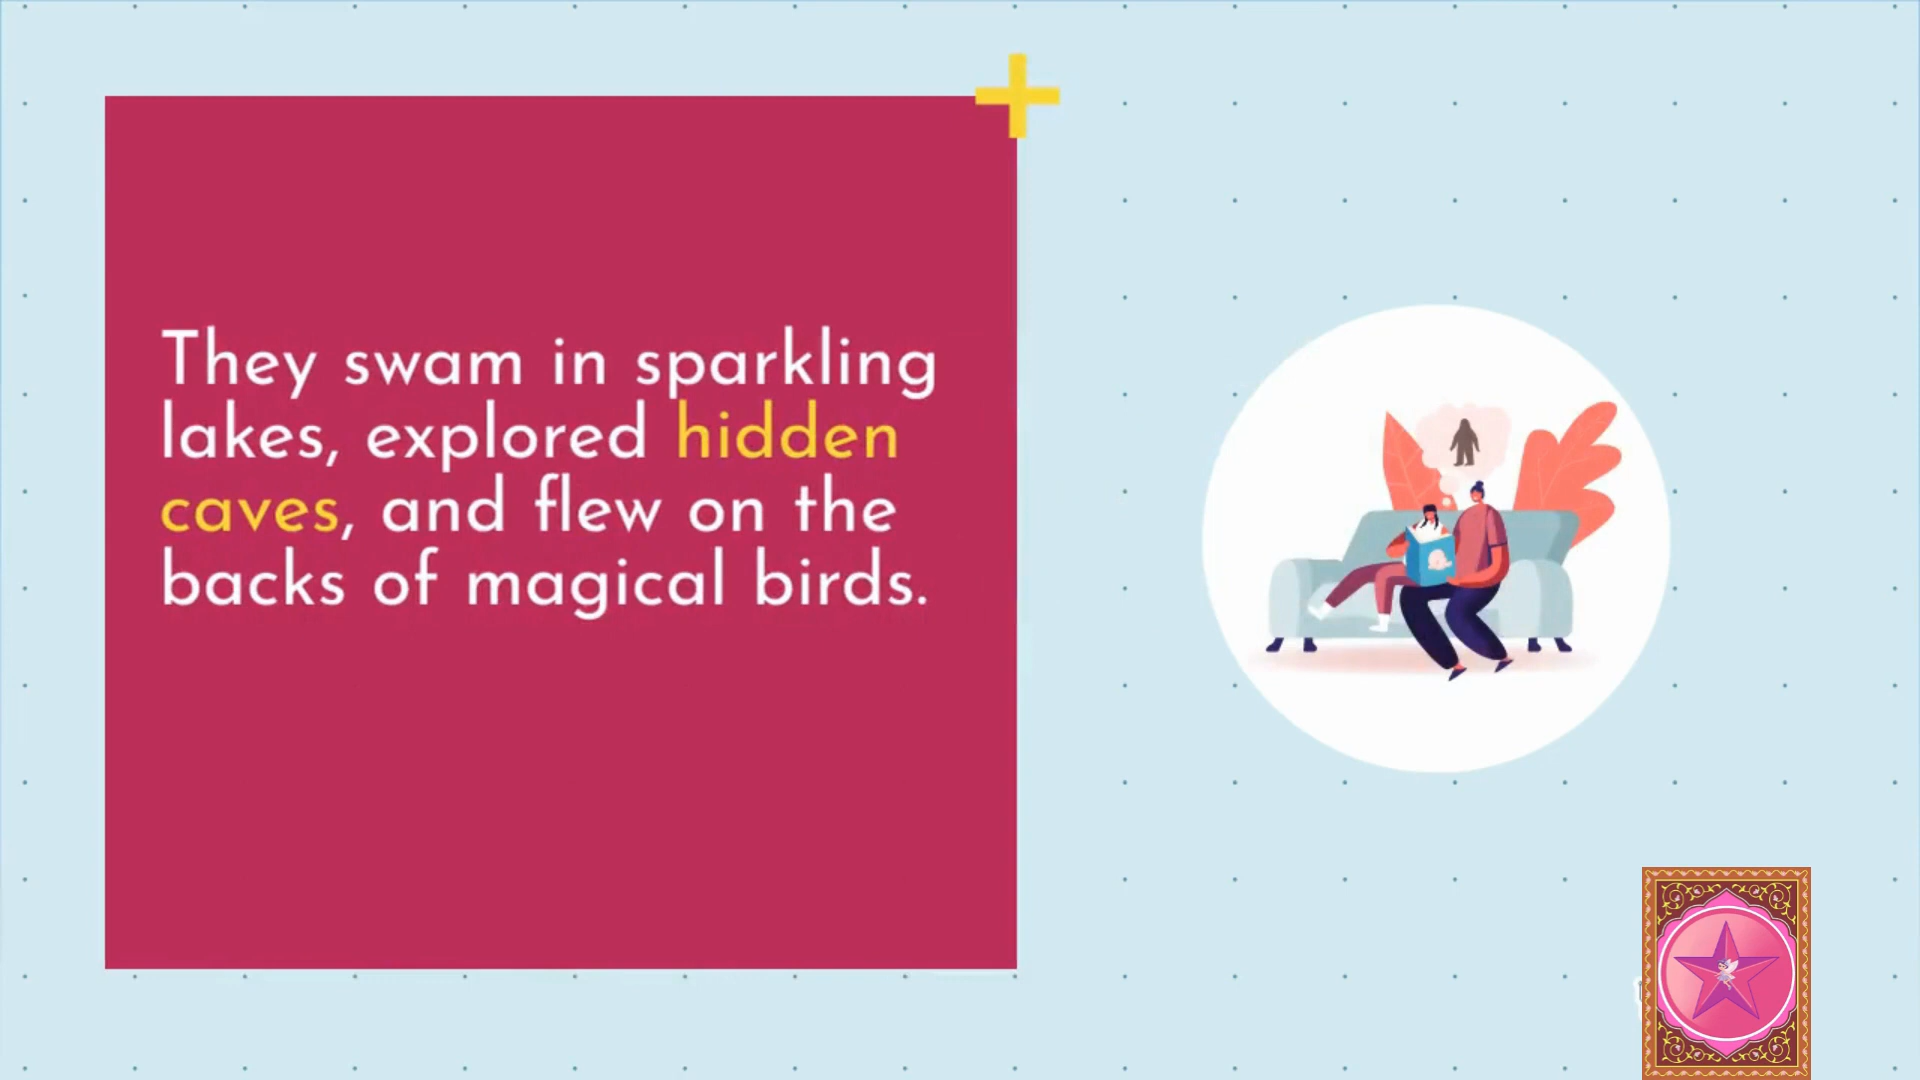 They swam in sparkling
lakes, explored hidden
caves, and flew on the
backs of magical birds.